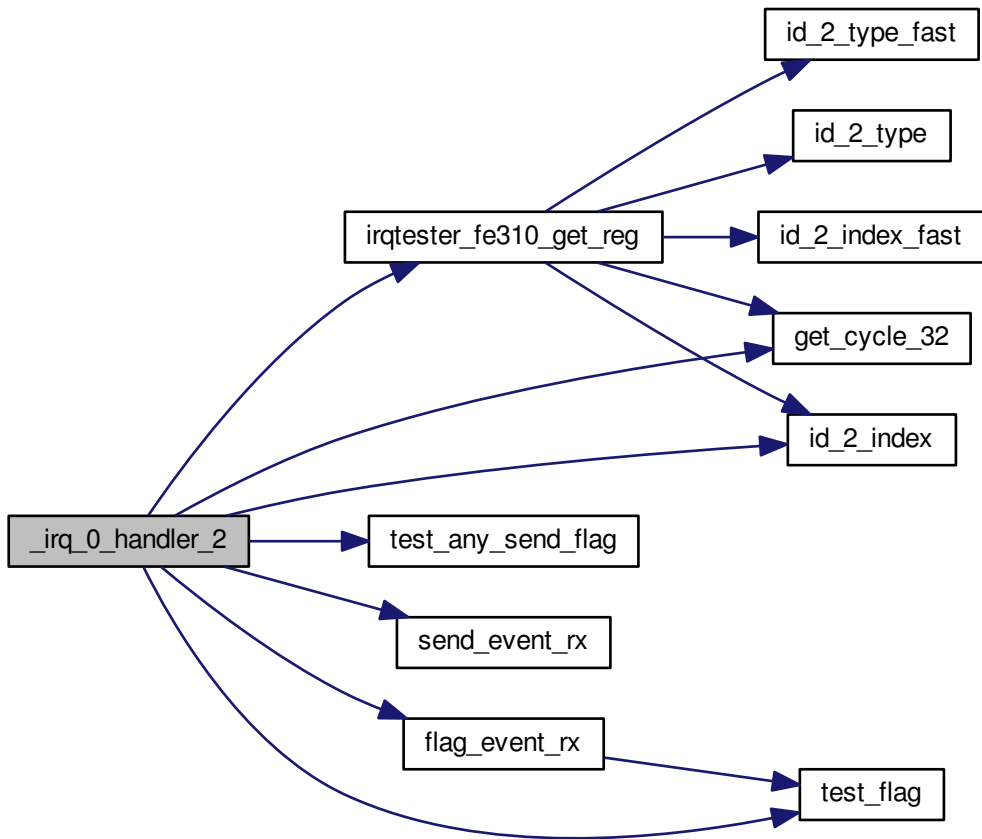 id_2_type_fast
id_2_type
irqtester_fe310_get_reg
id_2_index_fast
get_cycle_32
id_2_index
_irq_0_handler_2
test_any_send_flag
send_event_rx
flag_event_rx
test_flag